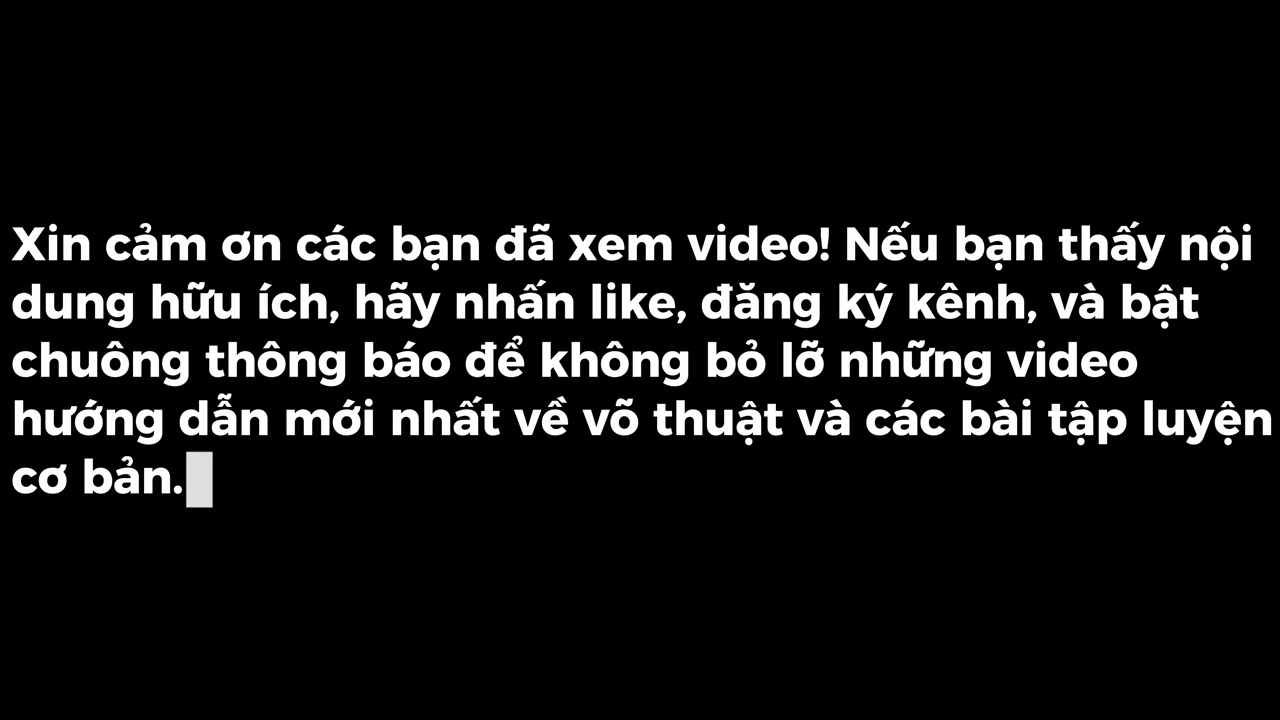 Xin cảm ơn các bạn đã xem video! Nếu bạn thấy nội
dung hữu ích, hãy nhấn like, đăng ký kênh, và bật
chuông thông báo để không bỏ lỡ những video
hướng dẫn mới nhất về võ thuật và các bài tập luyện
cơ bản.